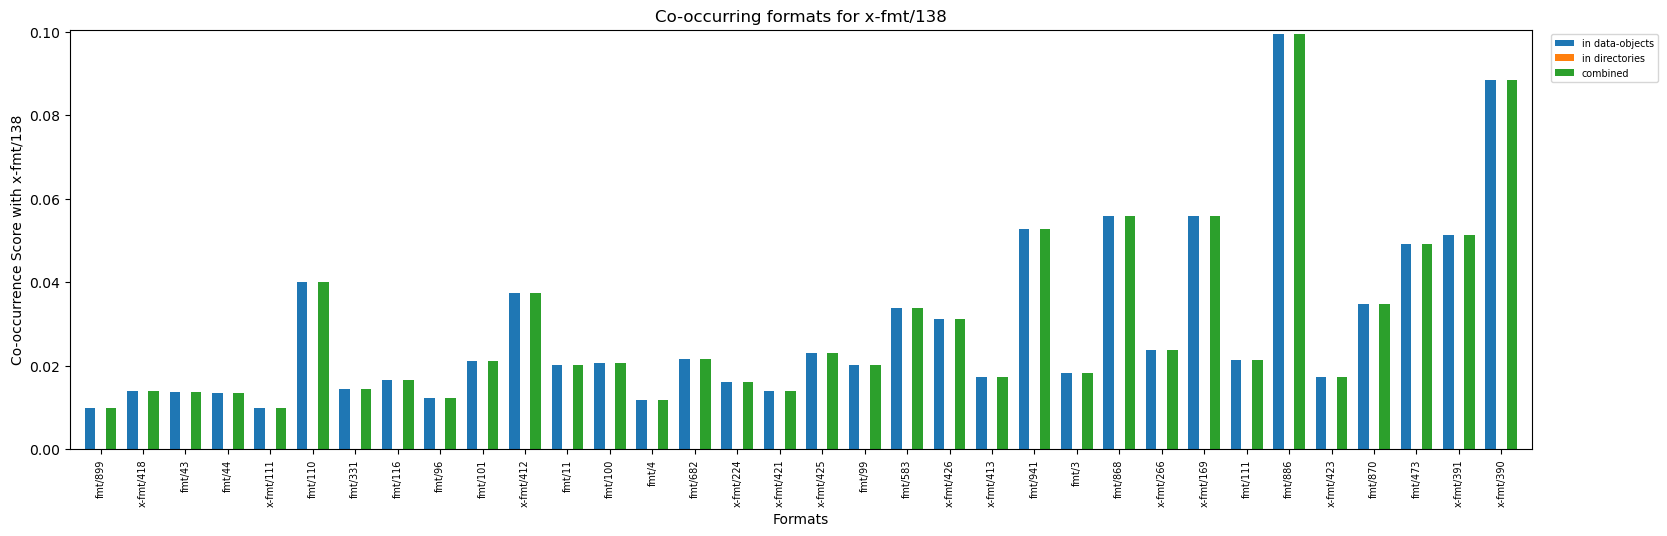 Co-occurring formats for x-fmt/138
in data-objects
in directories
combined
Co-occurrence Score with x-fmt/138
0.10
0.08
0.06
0.04
0.02
0.00
fmt/899
x-fmt/418
fmt/43
fmt/44
x-fmt/111
fmt/110
fmt/331
fmt/116
fmt/96
fmt/101
x-fmt/412
fmt/11
fmt/100
fmt/4
fmt/682
x-fmt/224
x-fmt/421
x-fmt/425
fmt/99
fmt/583
x-fmt/426
x-fmt/413
fmt/941
fmt/3
fmt/868
x-fmt/266
x-fmt/169
fmt/111
fmt/886
x-fmt/423
fmt/870
fmt/473
x-fmt/391
x-fmt/390
Formats